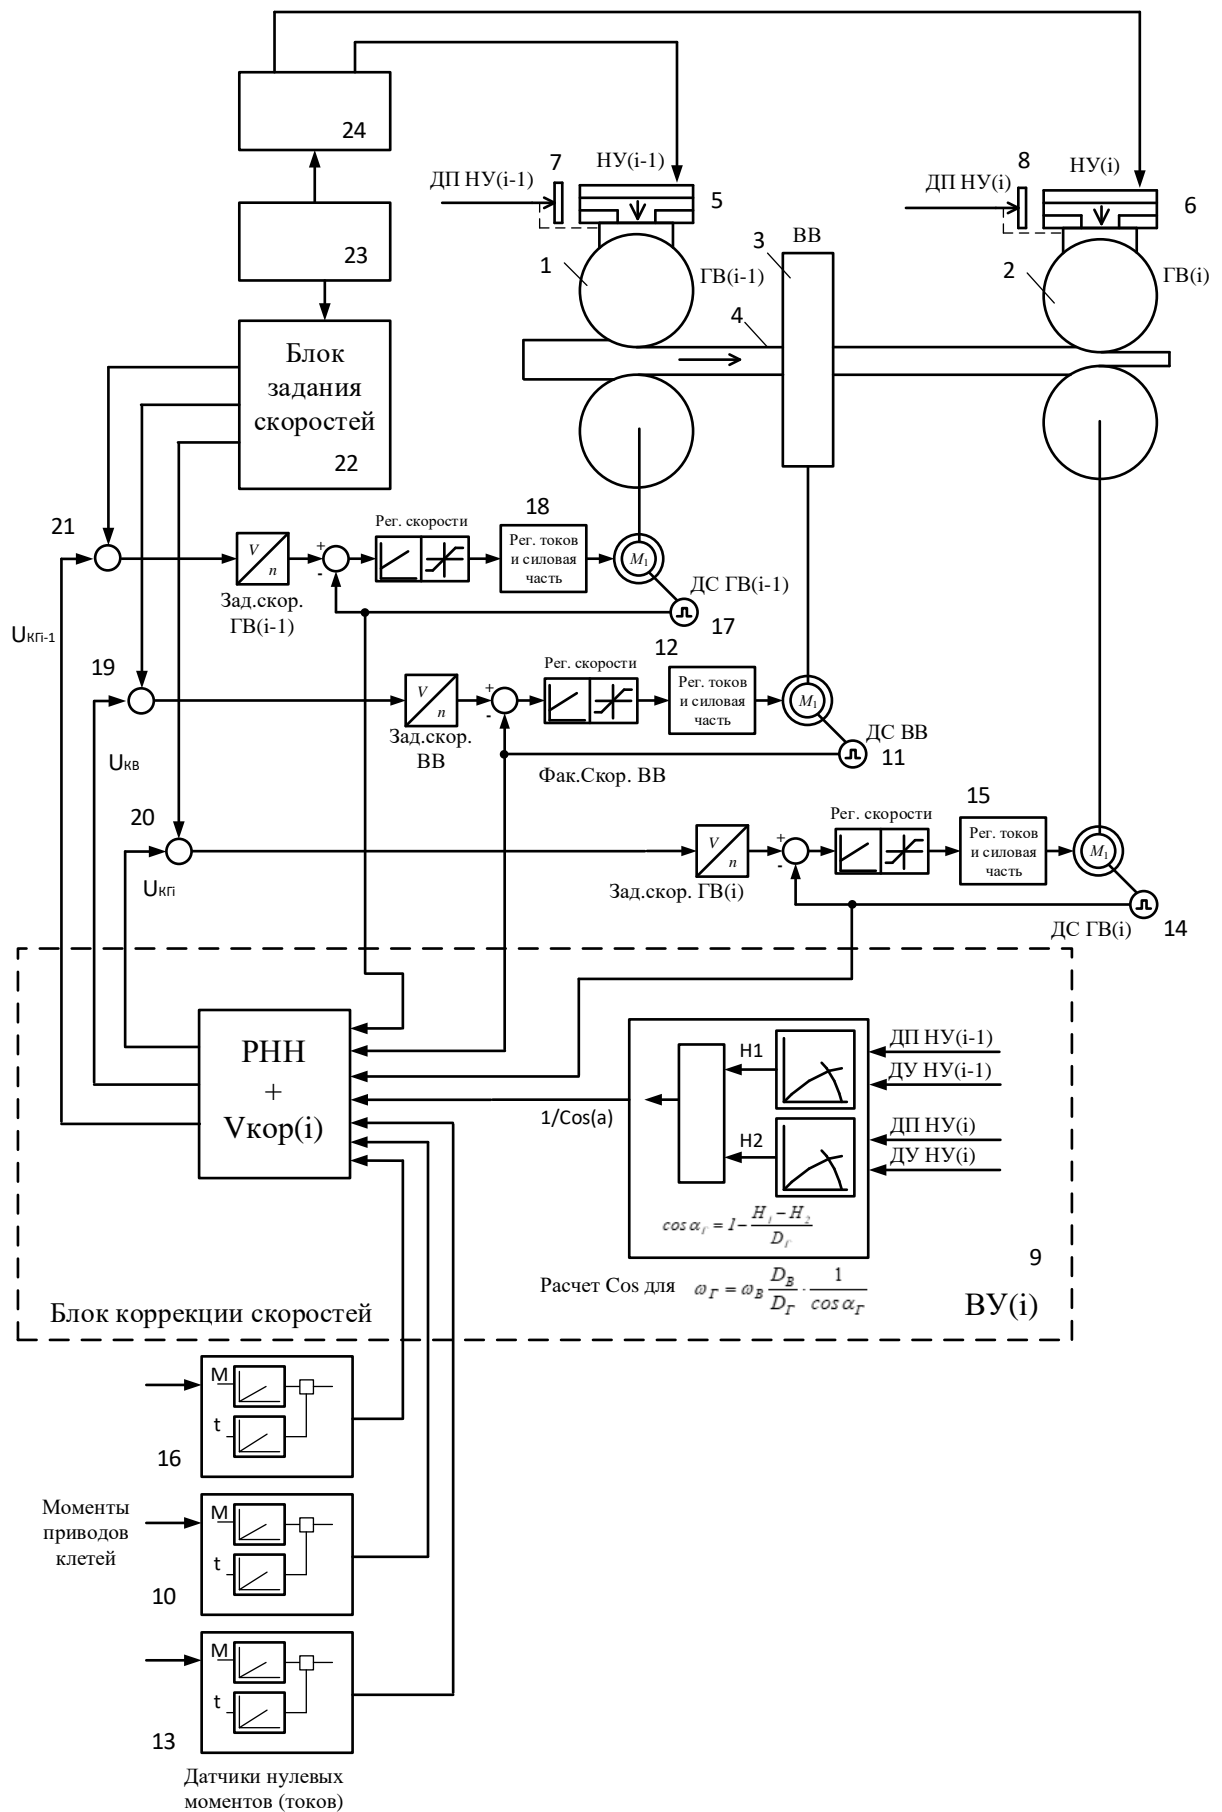 24
23
Блок
задания
скоростей
22
7
НУ(i-1)
ДП НУ(i-1)
5
8
НУ(i)
ДП НУ(i)
6
3
ВВ
1
ГВ(i-1)
2
ГВ(i)
4
21
Рег. скорости
18
V
n
+
-
Рег. токов
и силовая
часть
M1
Зад.скор.
ГВ(i-1)
ДС ГВ(i-1)
17
UКГi-1
19
Рег. скорости
12
V
n
+
-
Рег. токов
и силовая
часть
M1
Зад.скор.
ВВ
ДС ВВ
11
UКВ
Фак.Скор. ВВ
20
Рег. скорости
15
V
n
+
-
Рег. токов
и силовая
часть
M1
UКГi
Зад.скор. ГВ(i)
ДС ГВ(i)
14
РНН
+
Vкор(i)
1/Cos(a)
H1
H2
ДП НУ(i-1)
ДУ НУ(i-1)
ДП НУ(i)
ДУ НУ(i)
cos αГ = 1 - (H1 - H2)/DГ
9
Расчет Cos для ωГ = ωВ DВ/DГ · 1/cos αГ
Блок коррекции скоростей
ВУ(i)
M
t
16
Моменты
приводов
клетей
M
t
10
M
t
13
Датчики нулевых
моментов (токов)